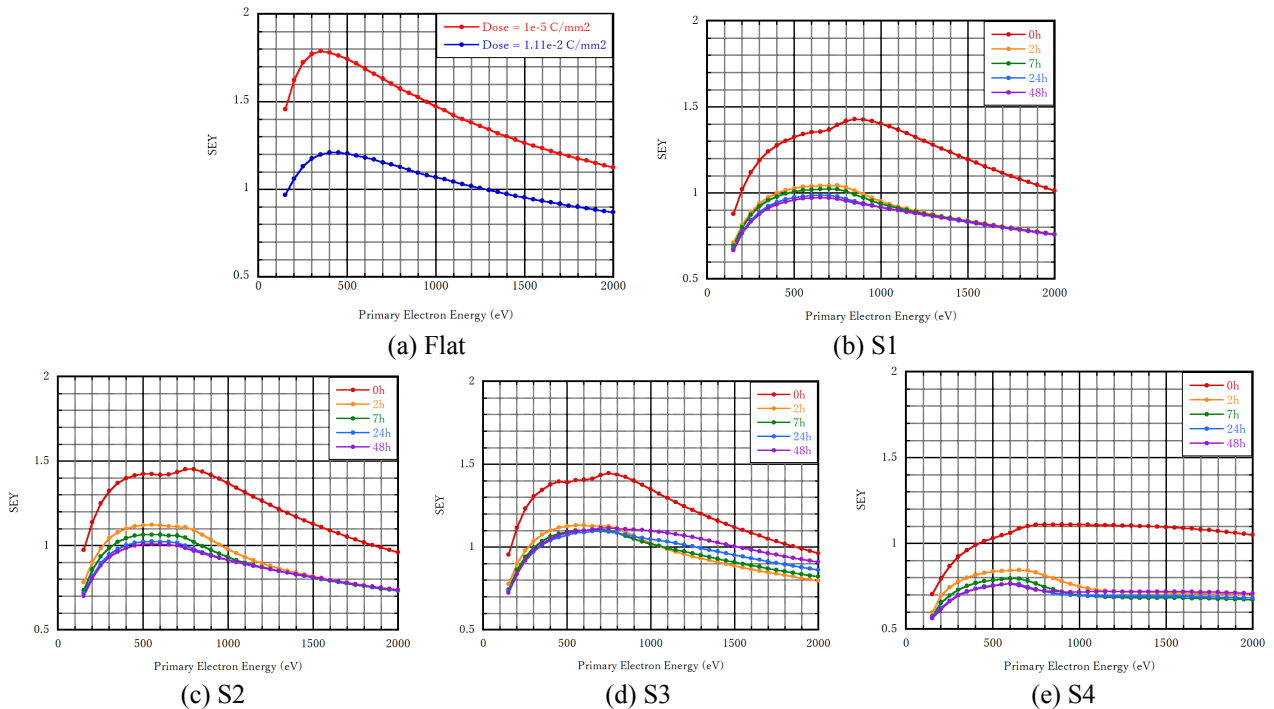 2
1.5
1
0.5
SEY
0
500
1000
1500
2000
Primary Electron Energy (eV)
Dose = 1e-5 C/mm2
Dose = 1.11e-2 C/mm2
(a) Flat
2
1.5
1
0.5
SEY
0
500
1000
1500
2000
Primary Electron Energy (eV)
0h
2h
7h
24h
48h
(b) S1
2
1.5
1
0.5
SEY
0
500
1000
1500
2000
Primary Electron Energy (eV)
0h
2h
7h
24h
48h
(c) S2
2
1.5
1
0.5
SEY
0
500
1000
1500
2000
Primary Electron Energy (eV)
0h
2h
7h
24h
48h
(d) S3
2
1.5
1
0.5
SEY
0
500
1000
1500
2000
Primary Electron Energy (eV)
0h
2h
7h
24h
48h
(e) S4